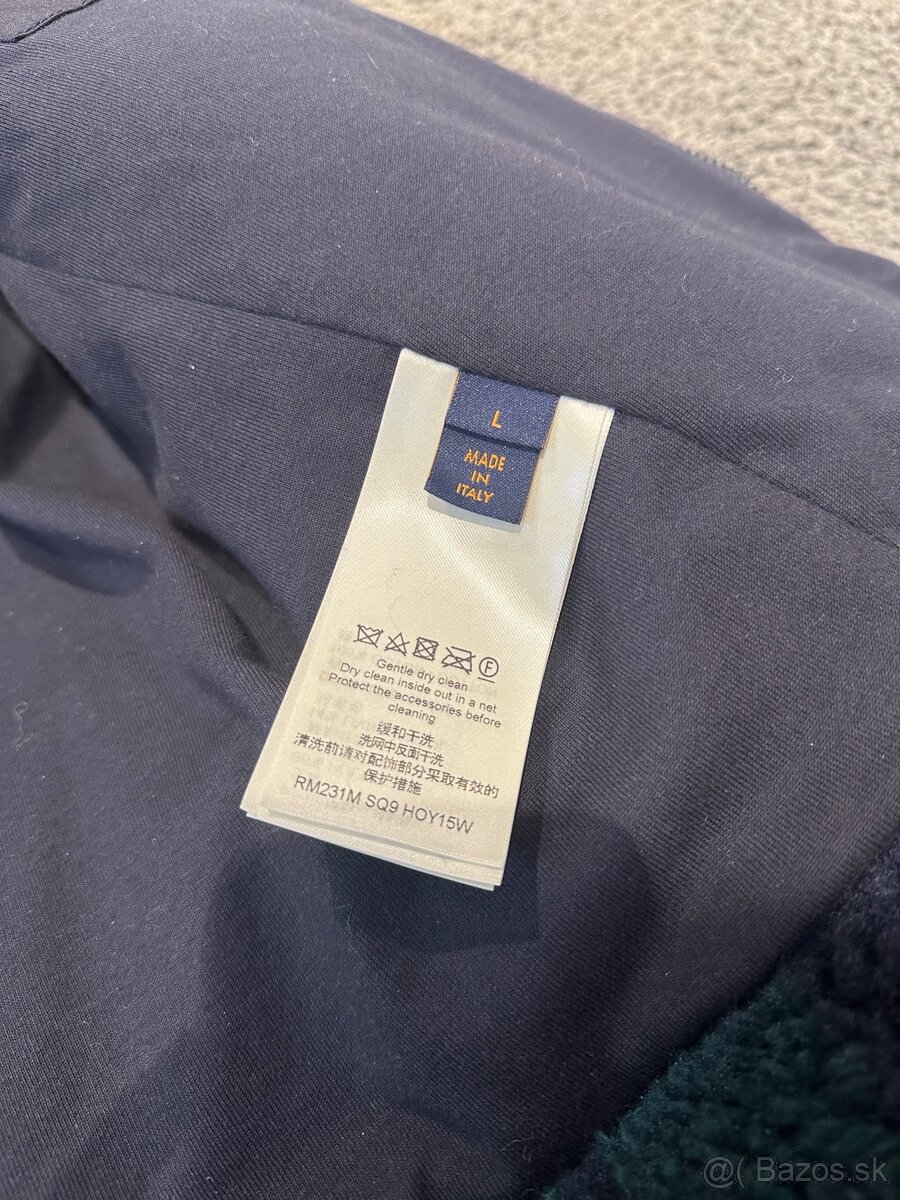 L
MADE
IN
ITALY
Gentle dry clean
Dry clean inside out in a net
Protect the accessories before
cleaning
缓和干洗
洗网中反面干洗
清洗前请对配饰部分采取有效的
保护措施
RM231M SQ9 HOY15W
@( Bazos.sk